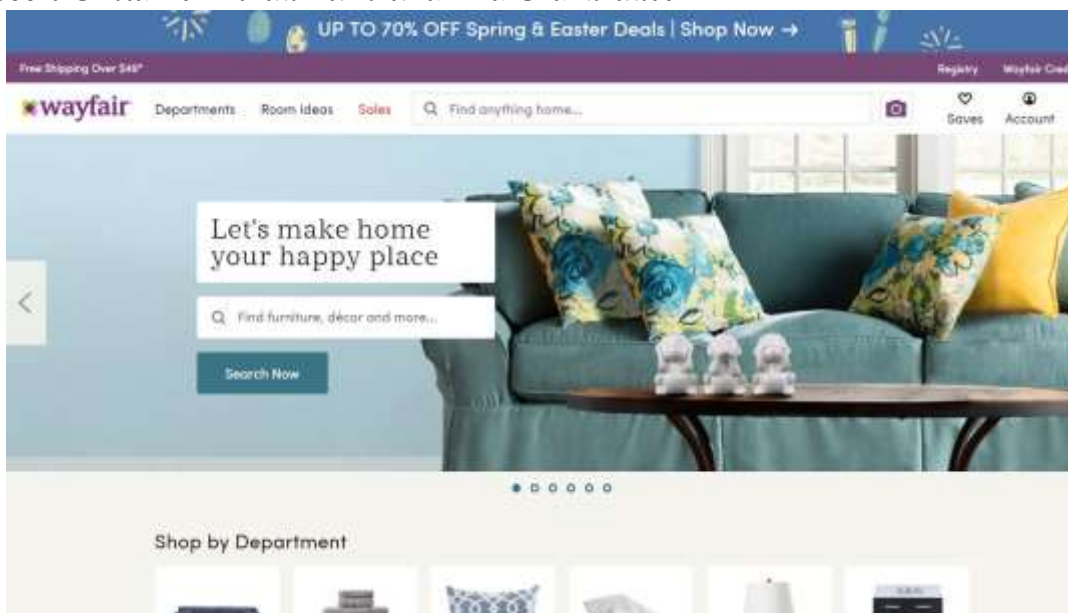 UP TO 70% OFF Spring & Easter Deals | Shop Now →
Free Shipping Over $49*
Registry
Wayfair
wayfair
Departments
Room Ideas
Sales
Find anything home...
Saves
Account
Let's make home
your happy place
Find furniture, décor and more...
Search Now
Shop by Department